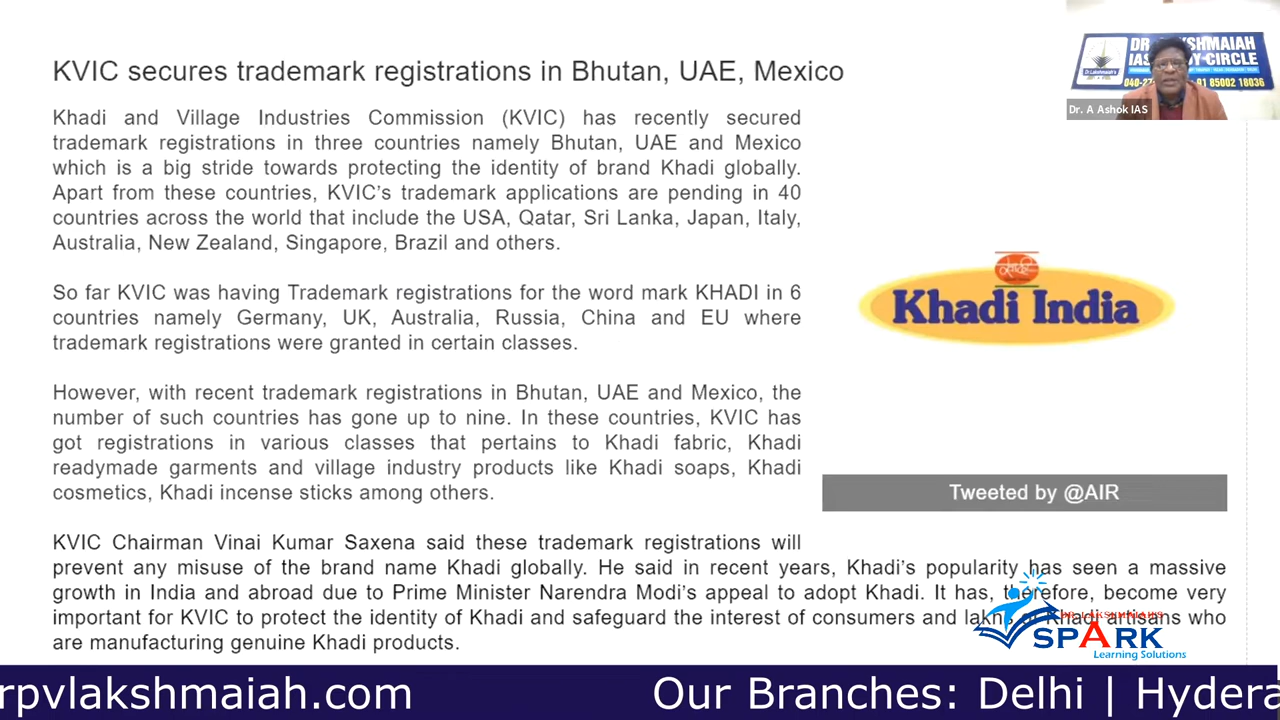 KVIC secures trademark registrations in Bhutan, UAE, Mexico
Khadi and Village Industries Commission (KVIC) has recently secured
trademark registrations in three countries namely Bhutan, UAE and Mexico
which is a big stride towards protecting the identity of brand Khadi globally.
Apart from these countries, KVIC's trademark applications are pending in 40
countries across the world that include the USA, Qatar, Sri Lanka, Japan, Italy,
Australia, New Zealand, Singapore, Brazil and others.
So far KVIC was having Trademark registrations for the word mark KHADI in 6
countries namely Germany, UK, Australia, Russia, China and EU where
trademark registrations were granted in certain classes.
However, with recent trademark registrations in Bhutan, UAE and Mexico, the
number of such countries has gone up to nine. In these countries, KVIC has
got registrations in various classes that pertains to Khadi fabric, Khadi
readymade garments and village industry products like Khadi soaps, Khadi
cosmetics, Khadi incense sticks among others.
KVIC Chairman Vinai Kumar Saxena said these trademark registrations will
prevent any misuse of the brand name Khadi globally. He said in recent years, Khadi's popularity has seen a massive
growth in India and abroad due to Prime Minister Narendra Modi's appeal to adopt Khadi. It has, therefore, become very
important for KVIC to protect the identity of Khadi and safeguard the interest of consumers and lakhs of Khadi artisans who
are manufacturing genuine Khadi products.
Khadi India
Tweeted by @AIR
Dr. A Ashok IAS
DR. LAKSHMAIAH'S
SPARK
Learning Solutions
rpvlakshmaiah.com
Our Branches: Delhi | Hydera